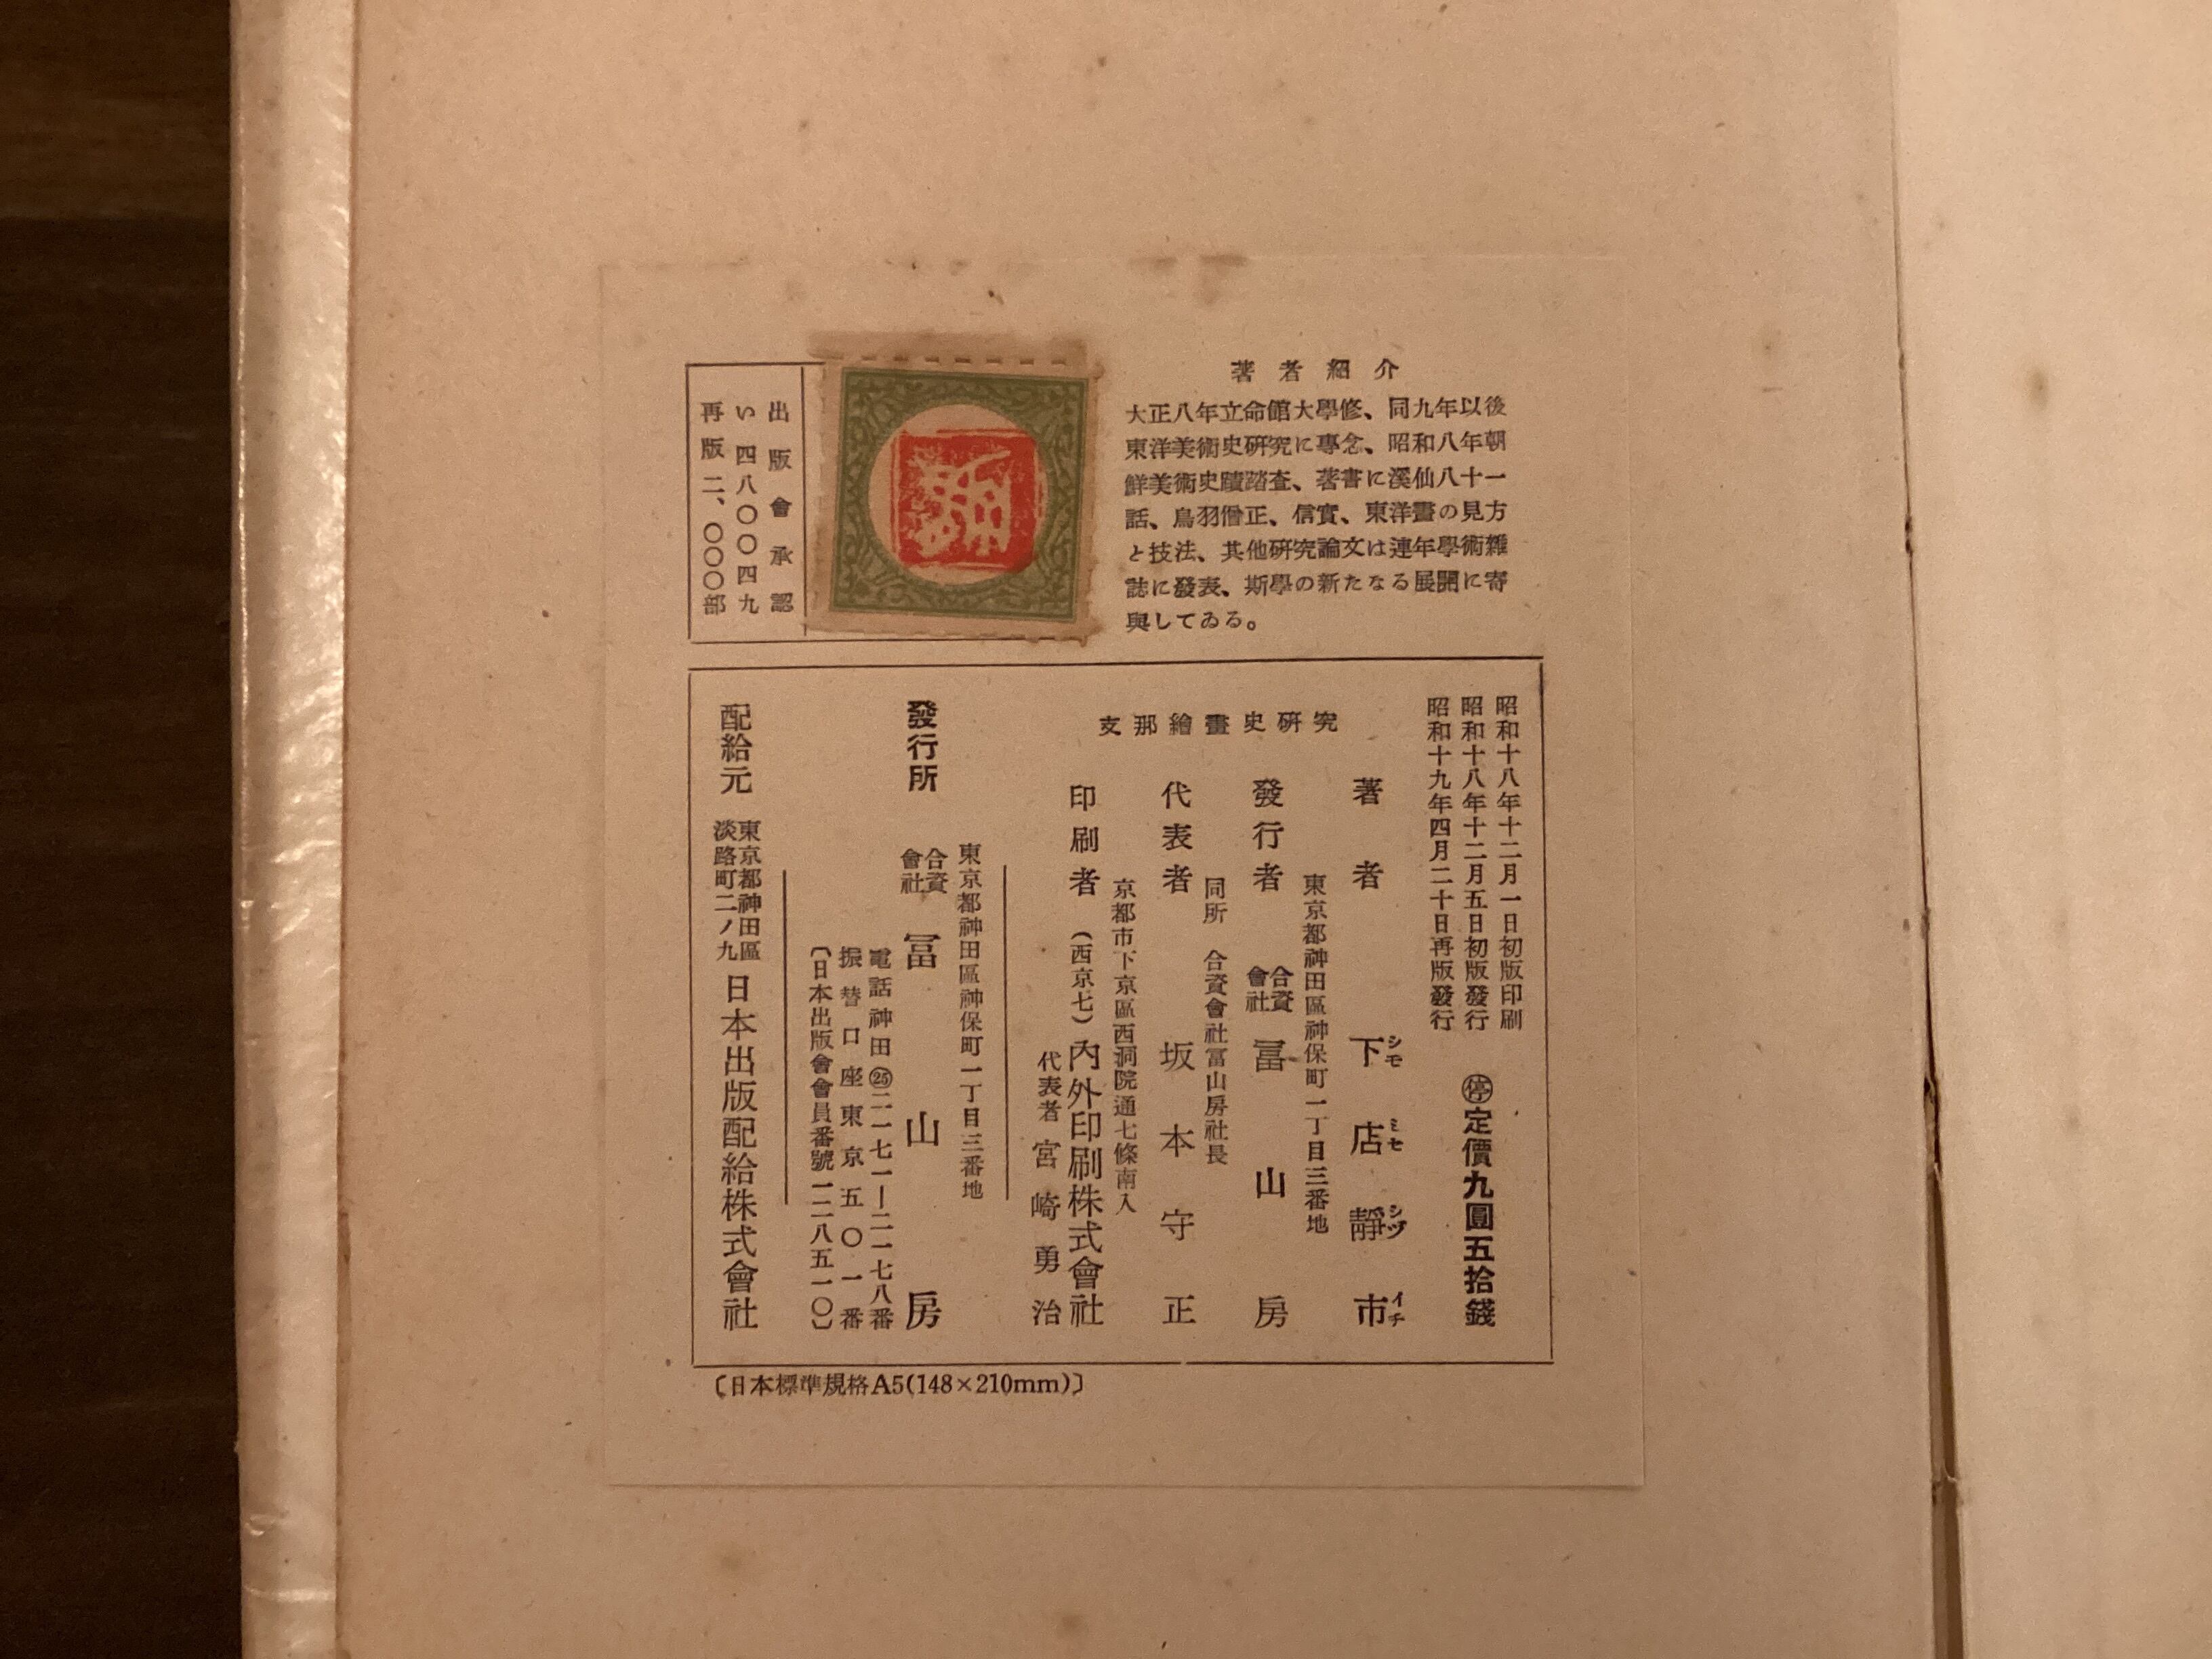 著者紹介
大正八年立命館大學修、同九年以後
東洋美術史硏究に專念、昭和八年朝
鮮美術史蹟踏査、著書に溪仙八十一
話、鳥羽僧正、信實、東洋畫の見方
と技法、其他硏究論文は連年學術雜
誌に發表、斯學の新たなる展開に寄
與してゐる。
出版會承認
い四八〇〇四九
再版二、〇〇〇部
昭和十八年十二月一日初版印刷
昭和十八年十二月五日初版發行
昭和十九年四月二十日再版發行
㊡定價九圓五拾錢
支那繪畫史硏究
著者 下店靜市
シモ ミセ シヅ イチ
東京都神田區神保町一丁目三番地
發行者 合資會社 冨山房
同所 合資會社冨山房社長
代表者 坂本守正
京都市下京區西洞院通七條南入
印刷者 (西京七) 內外印刷株式會社
代表者 宮崎勇治
東京都神田區神保町一丁目三番地
發行所 合資會社 冨山房
電話神田㉕二一七一—二一七八番
振替口座東京五〇一番
〔日本出版會會員番號一二八五一〇〕
配給元 東京都神田區淡路町二ノ九 日本出版配給株式會社
〔日本標準規格A5(148×210mm)〕